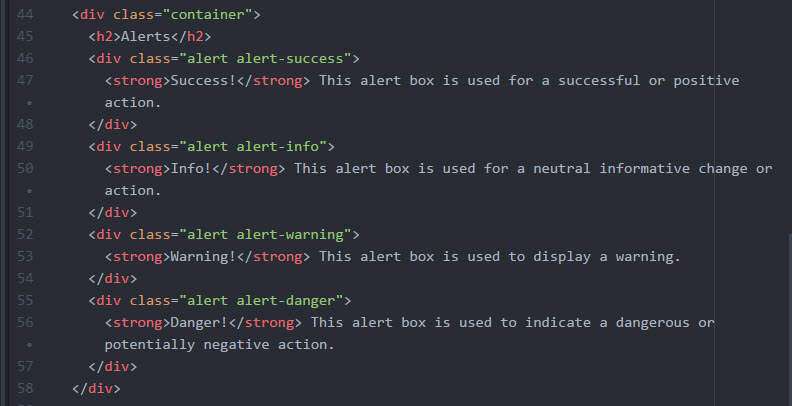 44 <div class="container">
45 <h2>Alerts</h2>
46 <div class="alert alert-success">
47 <strong>Success!</strong> This alert box is used for a successful or positive
• action.
48 </div>
49 <div class="alert alert-info">
50 <strong>Info!</strong> This alert box is used for a neutral informative change or
• action.
51 </div>
52 <div class="alert alert-warning">
53 <strong>Warning!</strong> This alert box is used to display a warning.
54 </div>
55 <div class="alert alert-danger">
56 <strong>Danger!</strong> This alert box is used to indicate a dangerous or
• potentially negative action.
57 </div>
58 </div>